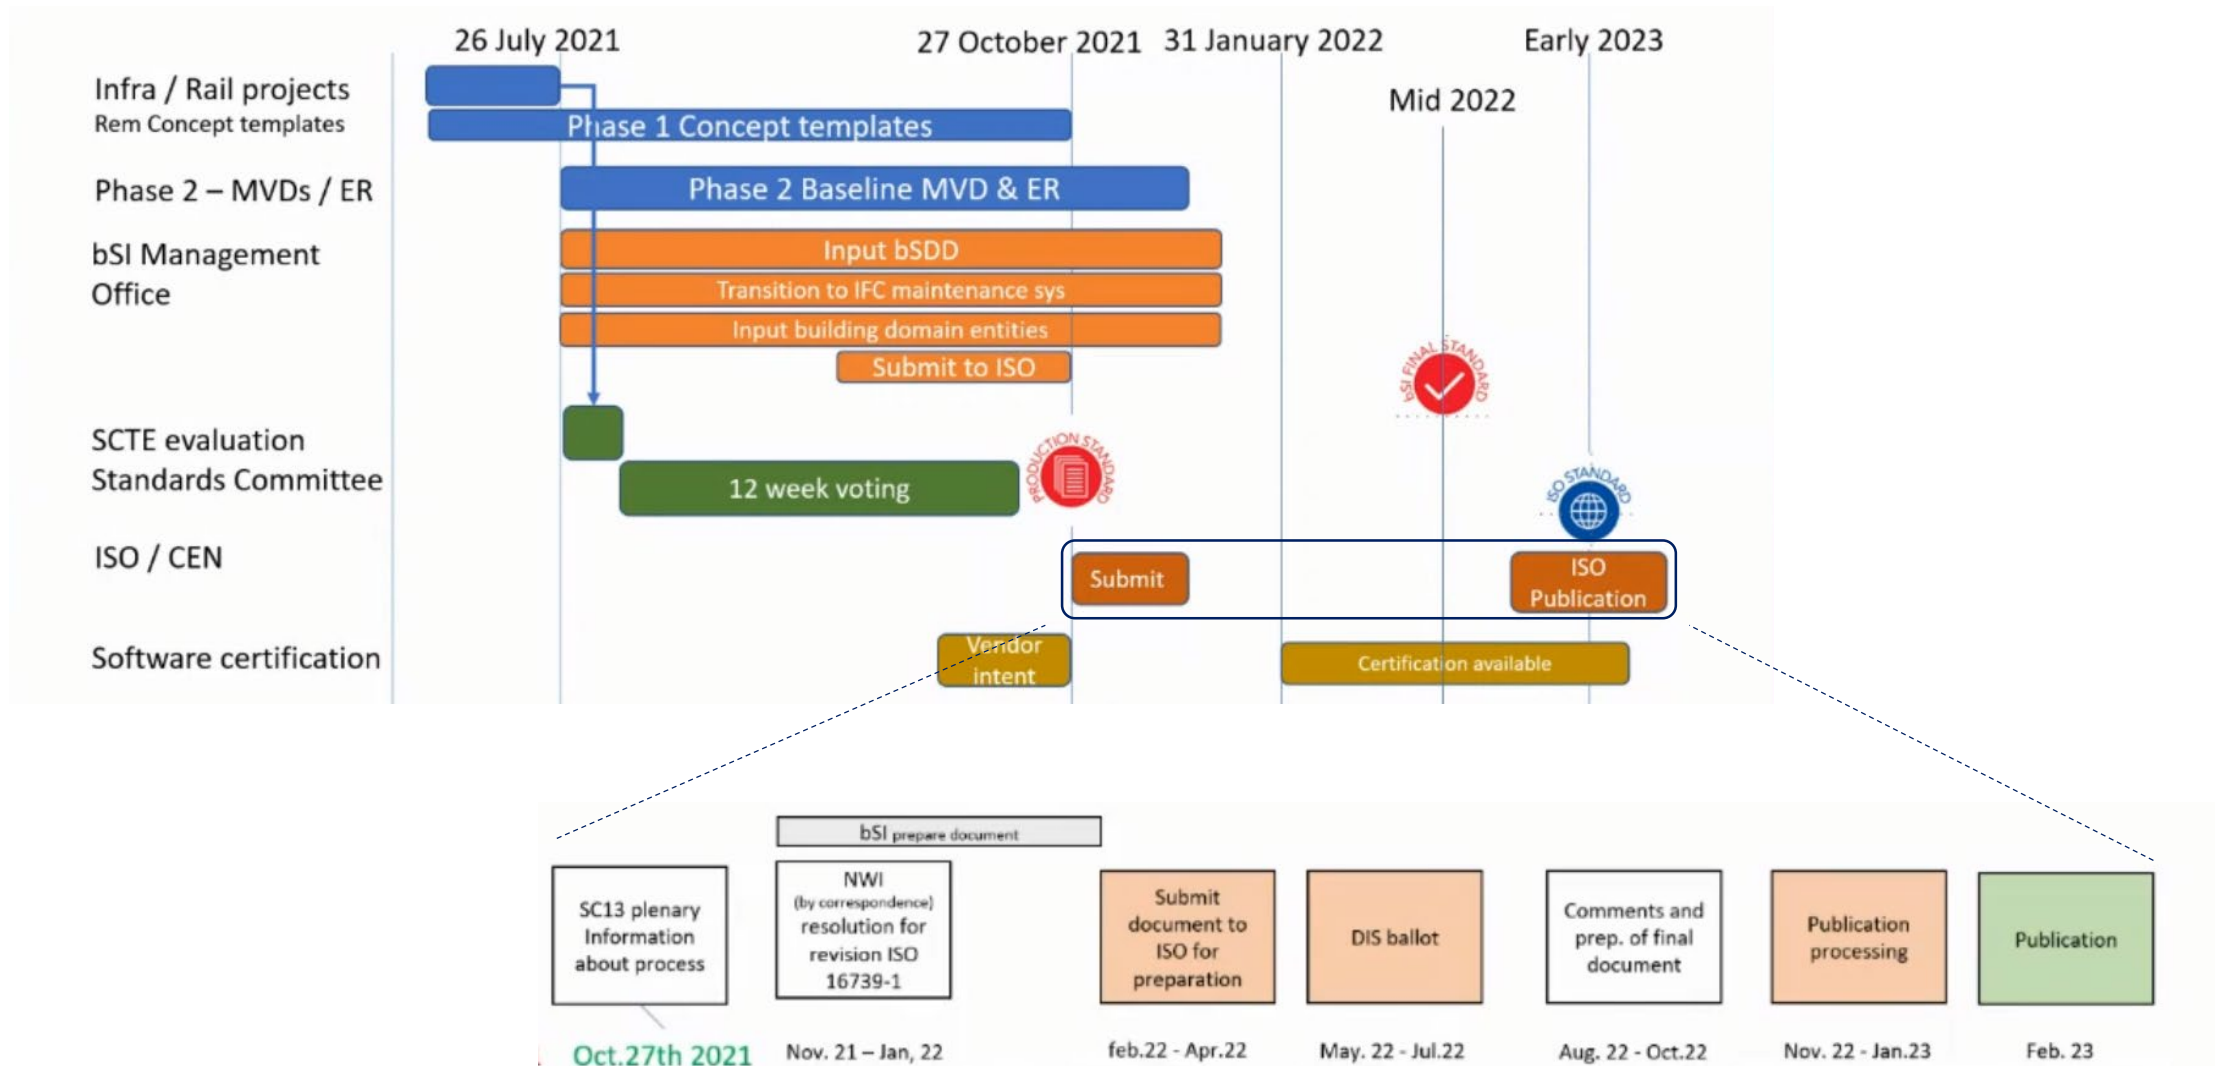 26 July 2021
27 October 2021
31 January 2022
Early 2023
Mid 2022
Infra / Rail projects
Rem Concept templates
Phase 1 Concept templates
Phase 2 – MVDs / ER
Phase 2 Baseline MVD & ER
bSI Management
Office
Input bSDD
Transition to IFC maintenance sys
Input building domain entities
Submit to ISO
bSI FINAL STANDARD
SCTE evaluation
Standards Committee
12 week voting
PRODUCTION STANDARD
ISO STANDARD
ISO / CEN
Submit
ISO
Publication
Software certification
Vendor
intent
Certification available
bSI prepare document
SC13 plenary
Information
about process
NWI
(by correspondence)
resolution for
revision ISO
16739-1
Submit
document to
ISO for
preparation
DIS ballot
Comments and
prep. of final
document
Publication
processing
Publication
Oct.27th 2021
Nov. 21 – Jan, 22
feb.22 - Apr.22
May. 22 - Jul.22
Aug. 22 - Oct.22
Nov. 22 - Jan.23
Feb. 23